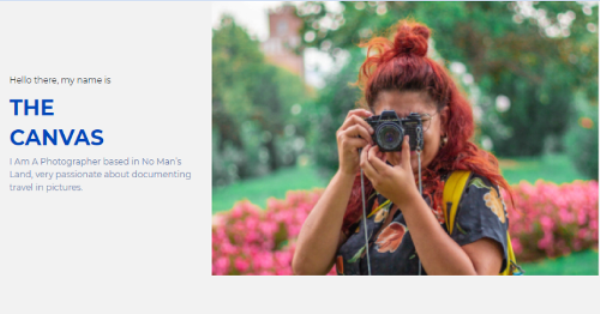 Hello there, my name is
THE
CANVAS
I Am A Photographer based in No Man's
Land, very passionate about documenting
travel in pictures.